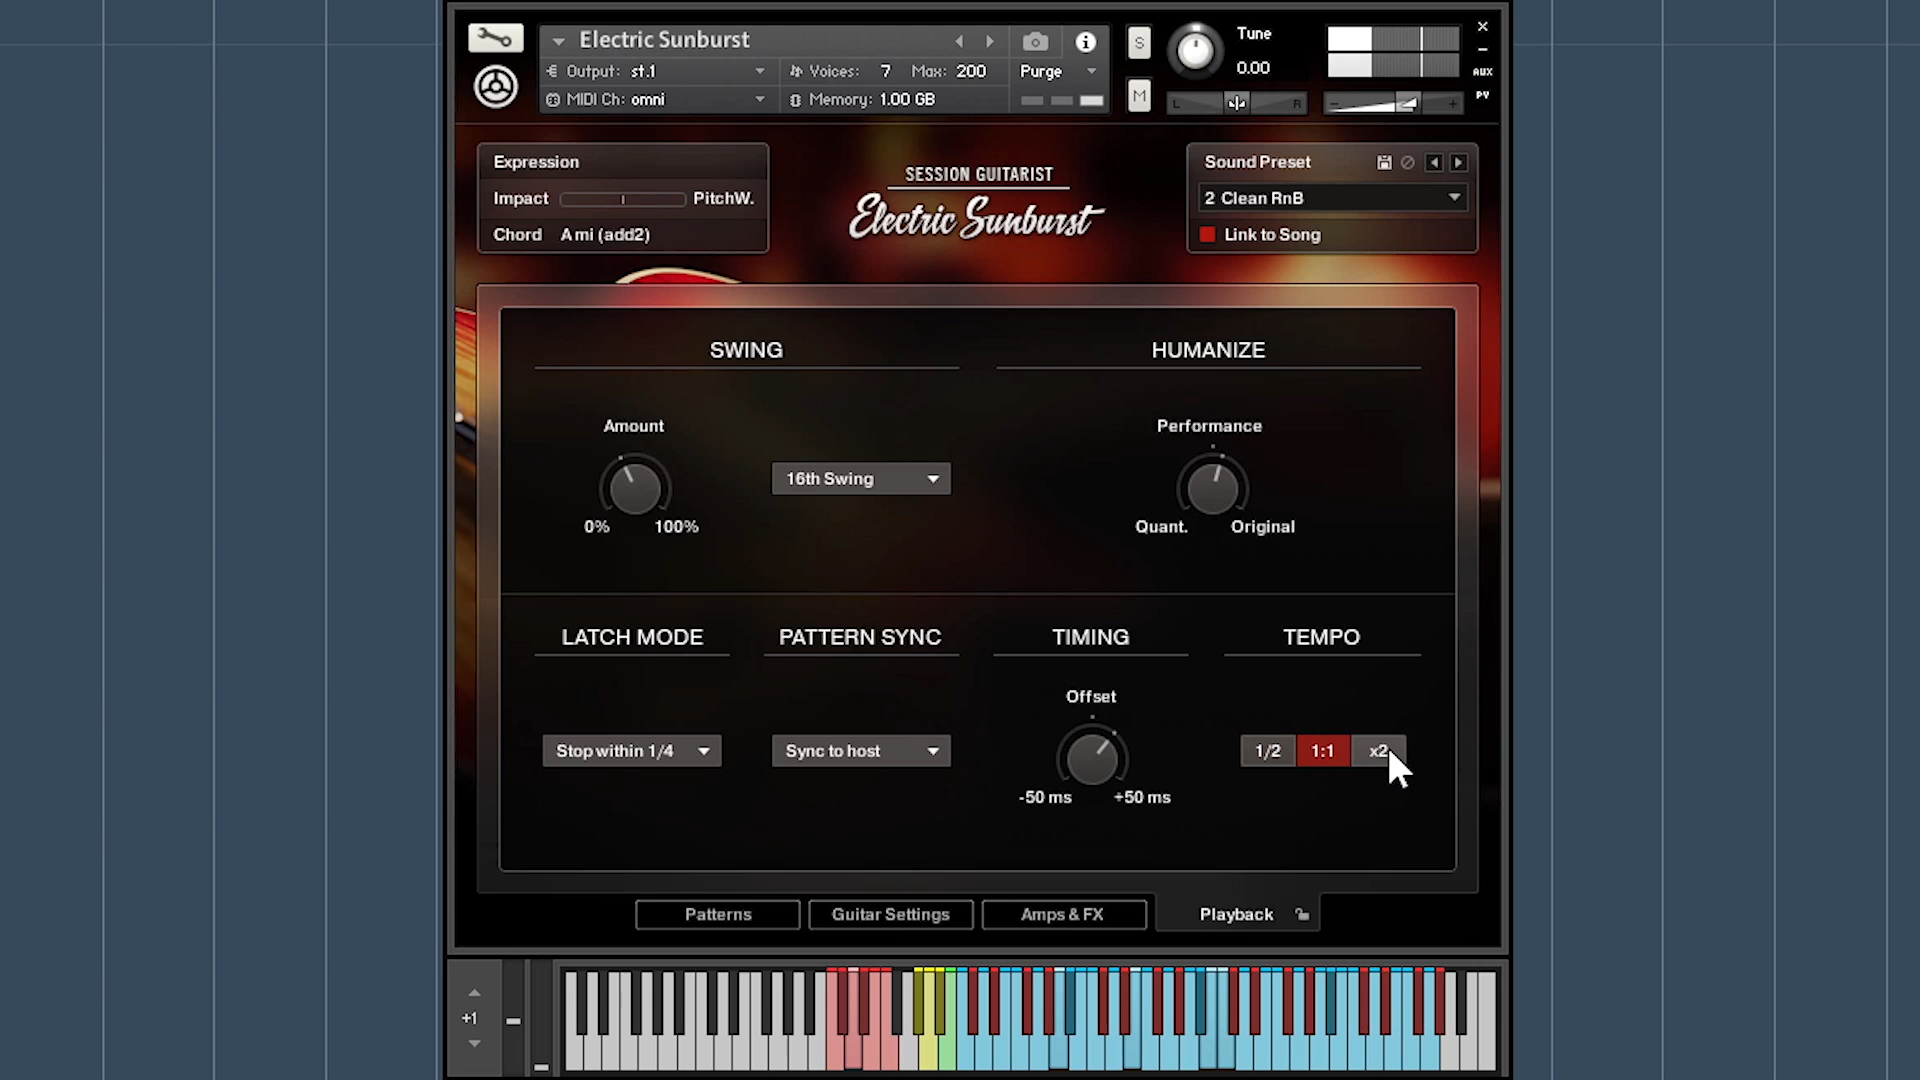 Electric Sunburst
Output: st.1
Voices: 7 Max: 200
Purge
MIDI Ch: omni
Memory: 1.00 GB
S
M
Tune
0.00
L R
- +
×
AUX
PV
Expression
Impact PitchW.
Chord Ami (add2)
SESSION GUITARIST
Electric Sunburst
Sound Preset
2 Clean RnB
Link to Song
SWING
HUMANIZE
Amount
0% 100%
16th Swing
Performance
Quant. Original
LATCH MODE
PATTERN SYNC
TIMING
TEMPO
Stop within 1/4
Sync to host
Offset
-50 ms +50 ms
1/2 1:1 x2
Patterns
Guitar Settings
Amps & FX
Playback
+1